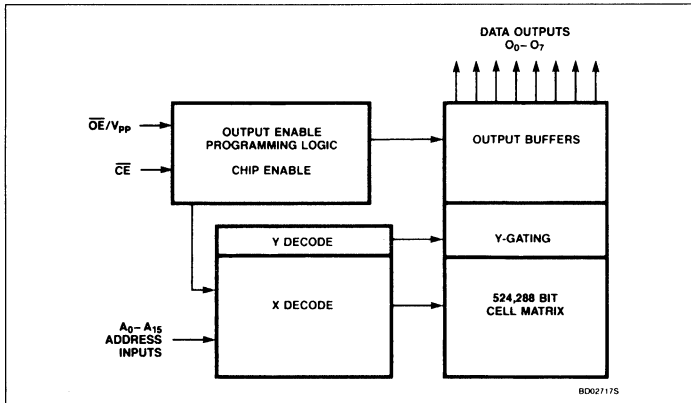 DATA OUTPUTS
O₀–O₇
OE/VPP
CE
OUTPUT ENABLE
PROGRAMMING LOGIC
CHIP ENABLE
OUTPUT BUFFERS
Y DECODE
Y-GATING
X DECODE
524,288 BIT
CELL MATRIX
A₀–A₁₅
ADDRESS
INPUTS
BD02717S